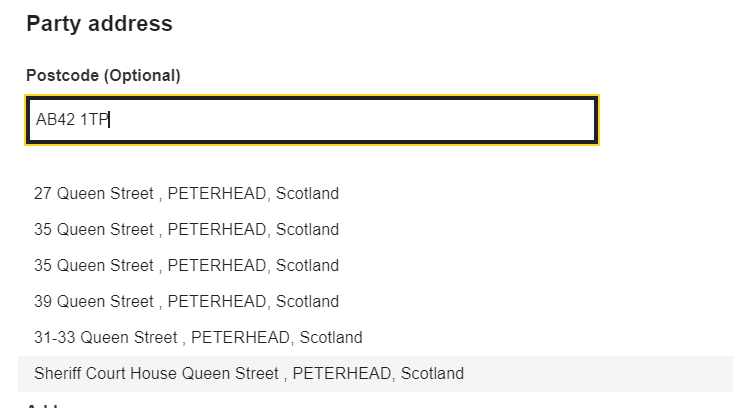 Party address
Postcode (Optional)
AB42 1TP
27 Queen Street , PETERHEAD, Scotland
35 Queen Street , PETERHEAD, Scotland
35 Queen Street , PETERHEAD, Scotland
39 Queen Street , PETERHEAD, Scotland
31-33 Queen Street , PETERHEAD, Scotland
Sheriff Court House Queen Street , PETERHEAD, Scotland